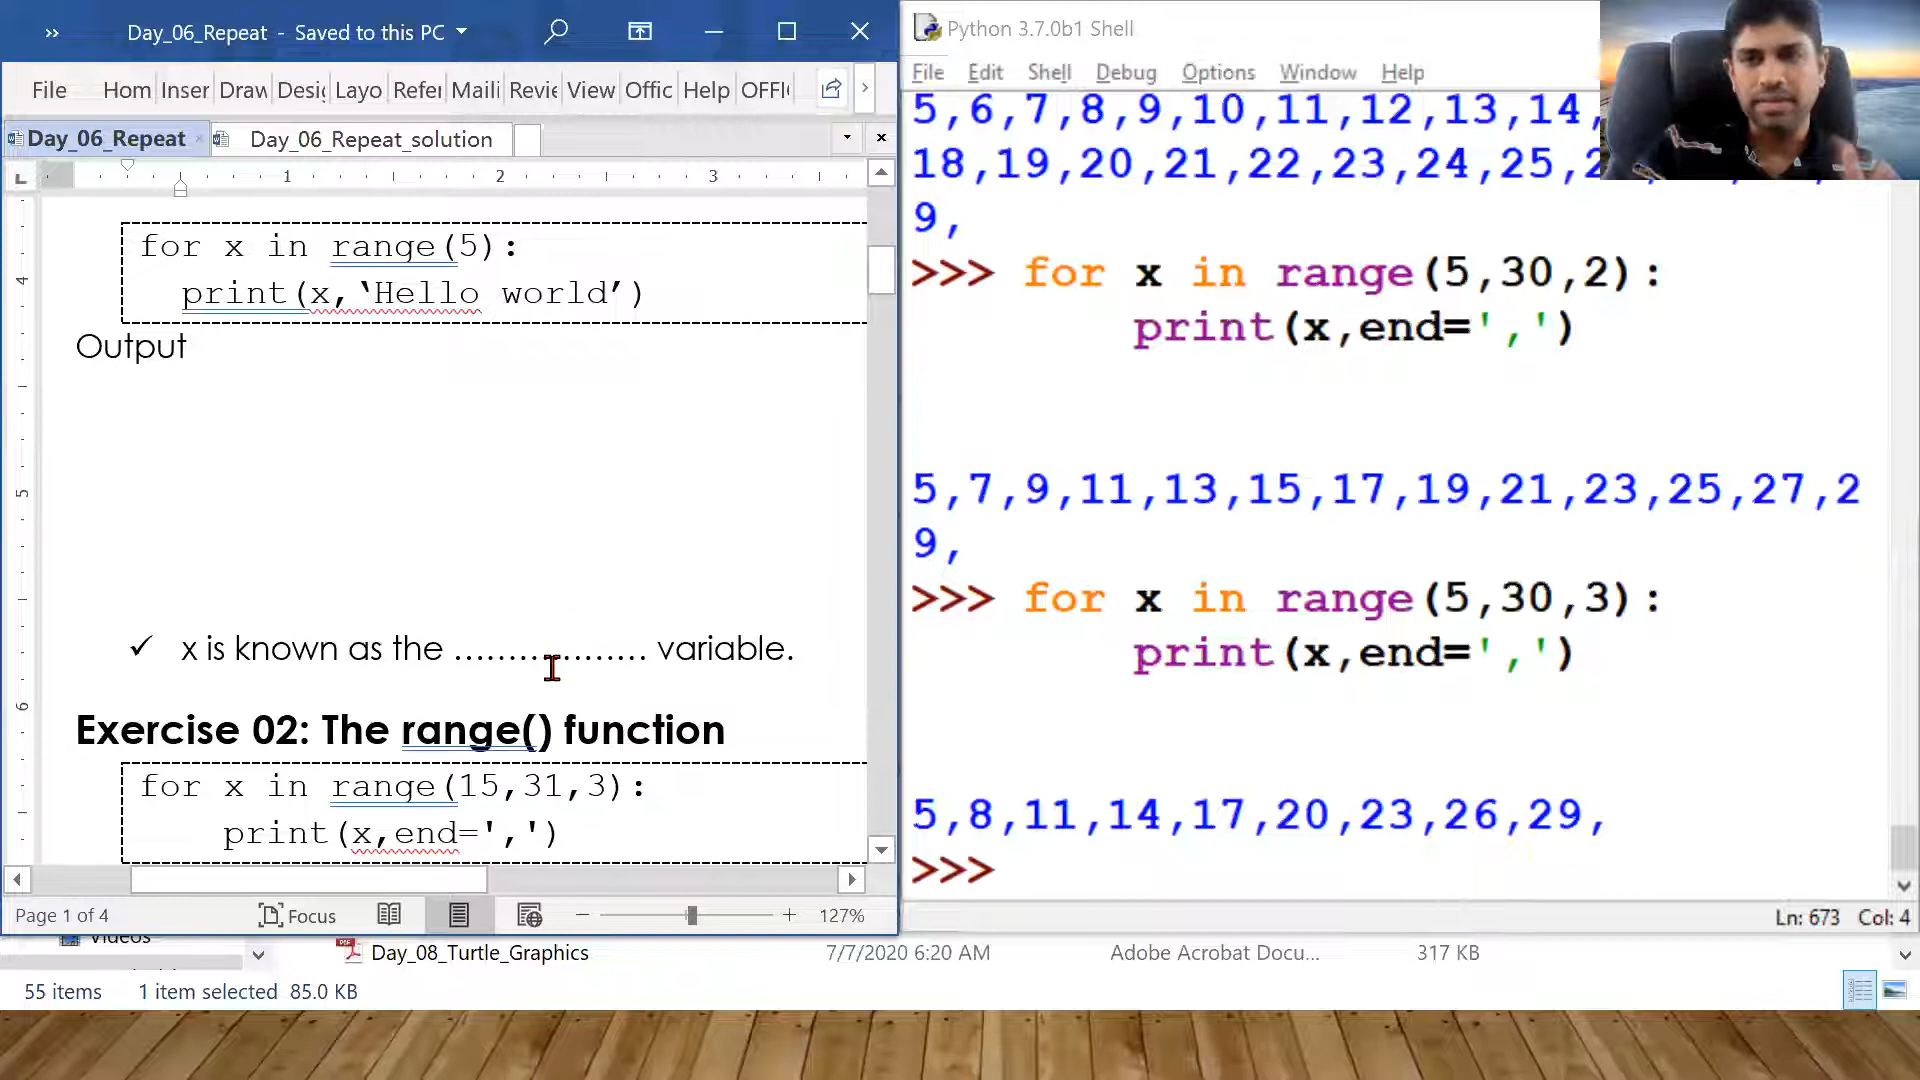 Day_06_Repeat - Saved to this PC
File Hom Inser Draw Desig Layo Refer Maili Revie View Offic Help OFFI
Day_06_Repeat Day_06_Repeat_solution
1 2 3
for x in range(5):
print(x,‘Hello world’)
Output
4
5
x is known as the .................. variable.
6
Exercise 02: The range() function
for x in range(15,31,3):
print(x,end=',')
Page 1 of 4 Focus 127%
Videos
Day_08_Turtle_Graphics 7/7/2020 6:20 AM Adobe Acrobat Docu... 317 KB
55 items 1 item selected 85.0 KB
Python 3.7.0b1 Shell
File Edit Shell Debug Options Window Help
5,6,7,8,9,10,11,12,13,14,
18,19,20,21,22,23,24,25,2
9,
>>> for x in range(5,30,2):
print(x,end=',')
5,7,9,11,13,15,17,19,21,23,25,27,2
9,
>>> for x in range(5,30,3):
print(x,end=',')
5,8,11,14,17,20,23,26,29,
>>>
Ln: 673 Col: 4